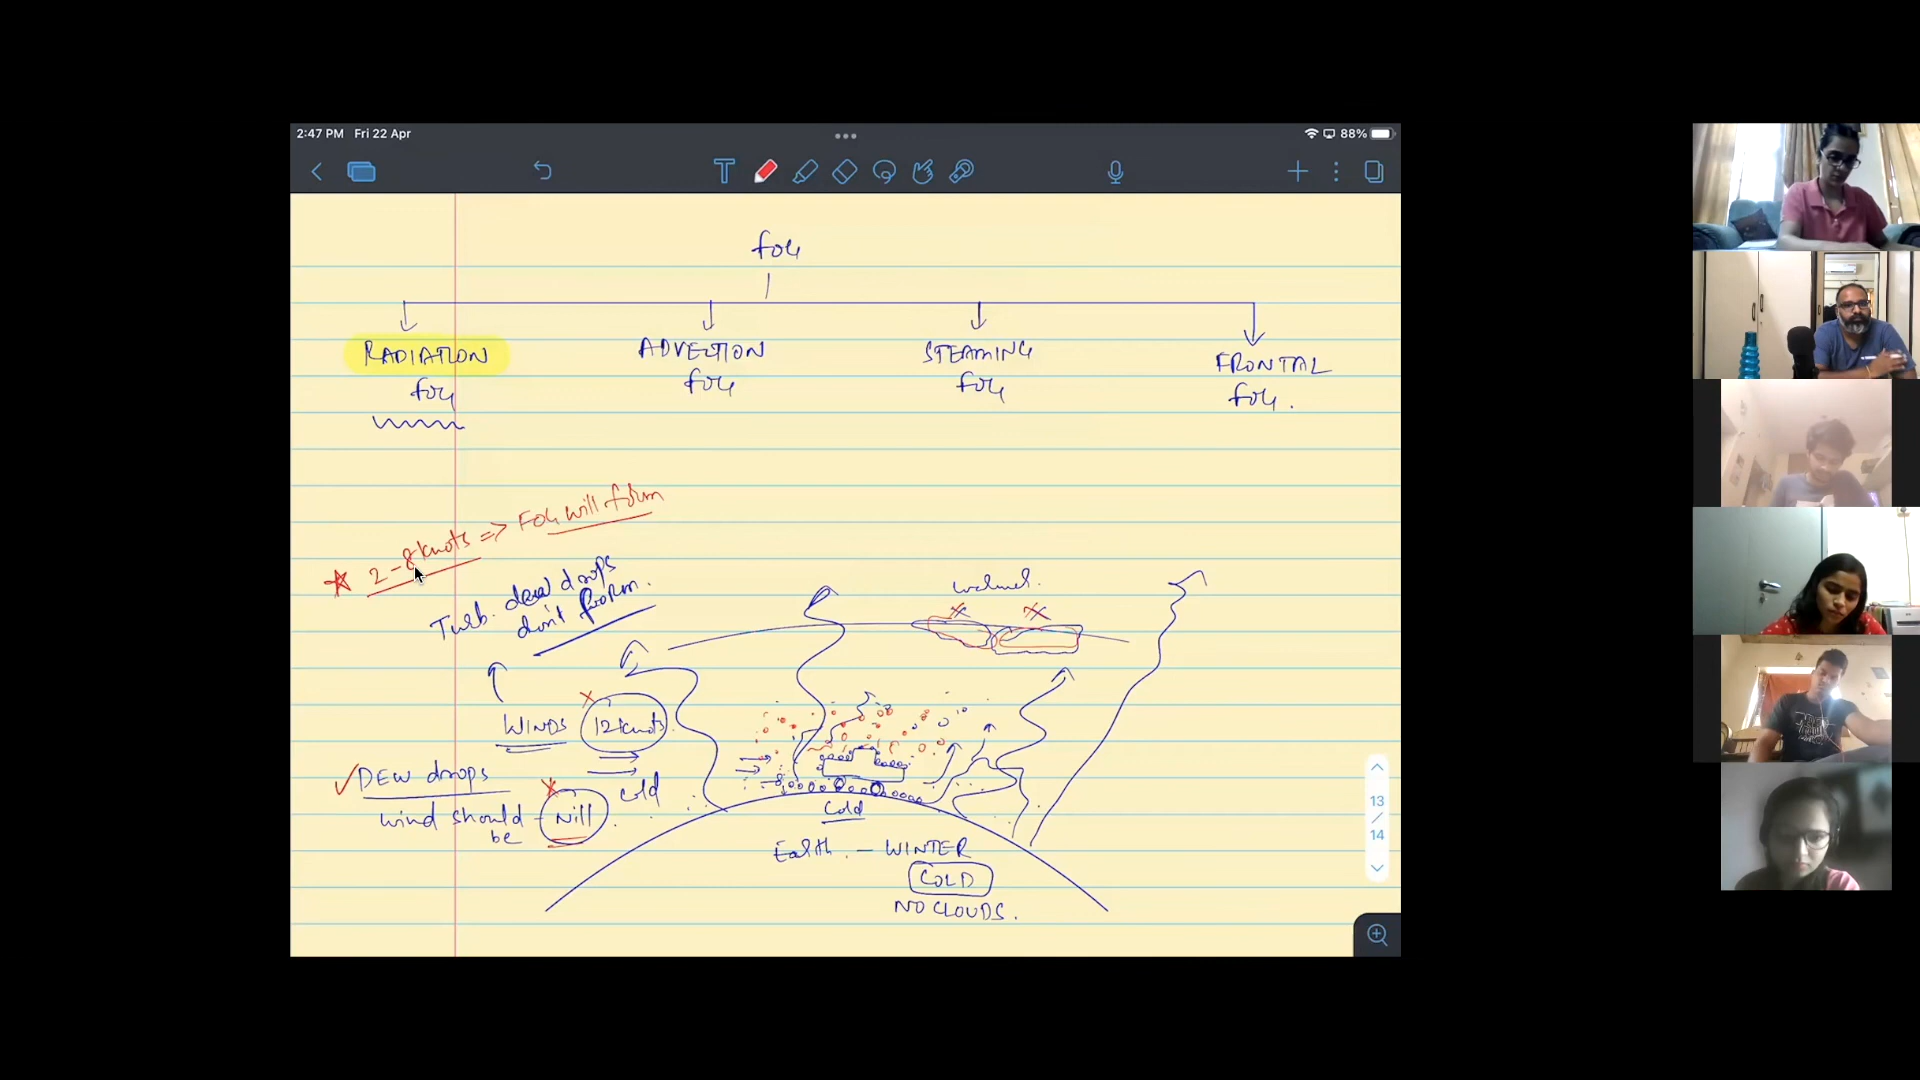 2:47 PM Fri 22 Apr
88%
fog
RADIATION
fog
ADVECTION
fog
STEAMING
fog
FRONTAL
fog.
2-8 knots => FOG will form
Turb. dew drops
don't form.
WINDS
12 knots
DEW drops
cold
wind should
be
Nill
Cold
Earth. - WINTER
COLD
NO CLOUDS.
13
/
14